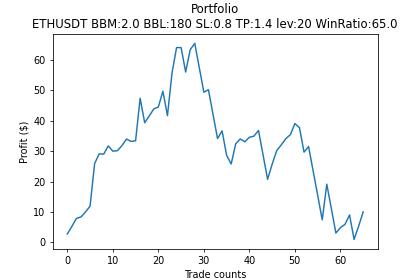 Portfolio
ETHUSDT BBM:2.0 BBL:180 SL:0.8 TP:1.4 lev:20 WinRatio:65.0
60
50
40
30
20
10
0
Profit ($)
0 10 20 30 40 50 60
Trade counts